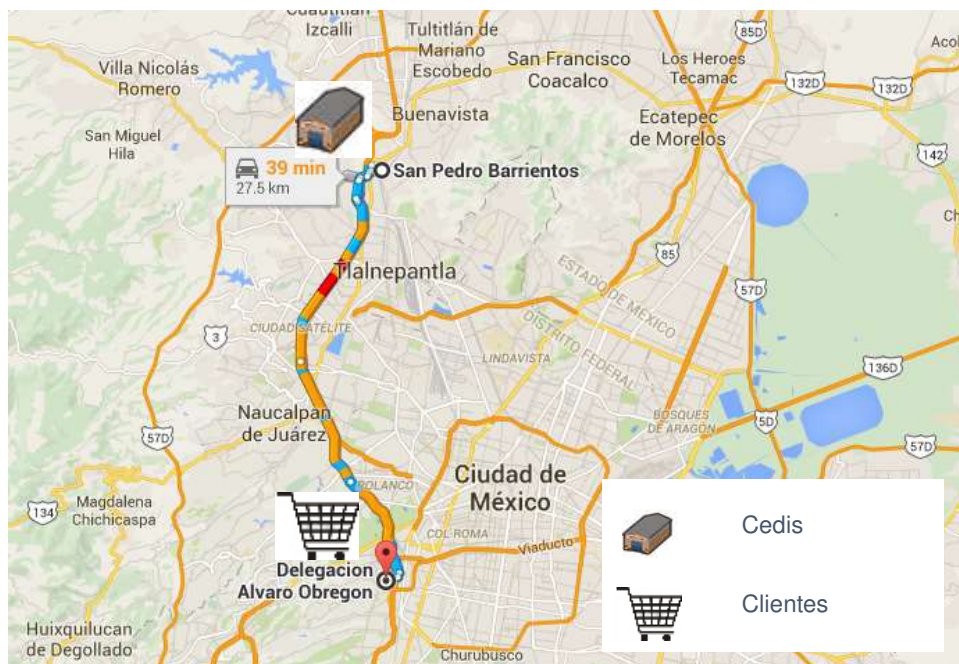 Cuautitlán
Izcalli
Tultitlán de
Mariano
Escobedo
San Francisco
Coacalco
Los Heroes
Tecamac
85D
132D
132D
Villa Nicolás
Romero
Buenavista
Ecatepec
de Morelos
San Miguel
Hila
142
39 min
27.5 km
San Pedro Barrientos
85
Tlalnepantla
ESTADO DE MÉXICO
DISTRITO FEDERAL
57D
3
CIUDAD SATÉLITE
LINDAVISTA
136D
Naucalpan
de Juárez
BOSQUES
DE ARAGÓN
5D
57D
57D
POLANCO
Ciudad de
México
134
Magdalena
Chichicaspa
COL ROMA
Viaducto
Delegacion
Alvaro Obregon
Cedis
Clientes
Huixquilucan
de Degollado
Churubusco